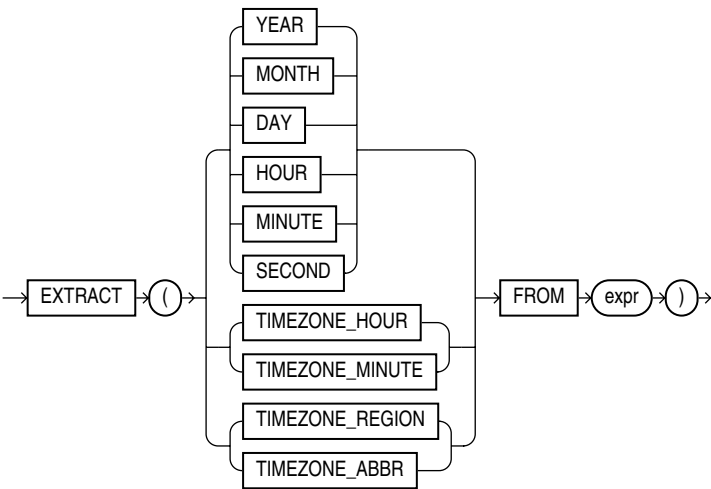 YEAR
MONTH
DAY
HOUR
MINUTE
SECOND
EXTRACT ( FROM expr )
TIMEZONE_HOUR
TIMEZONE_MINUTE
TIMEZONE_REGION
TIMEZONE_ABBR